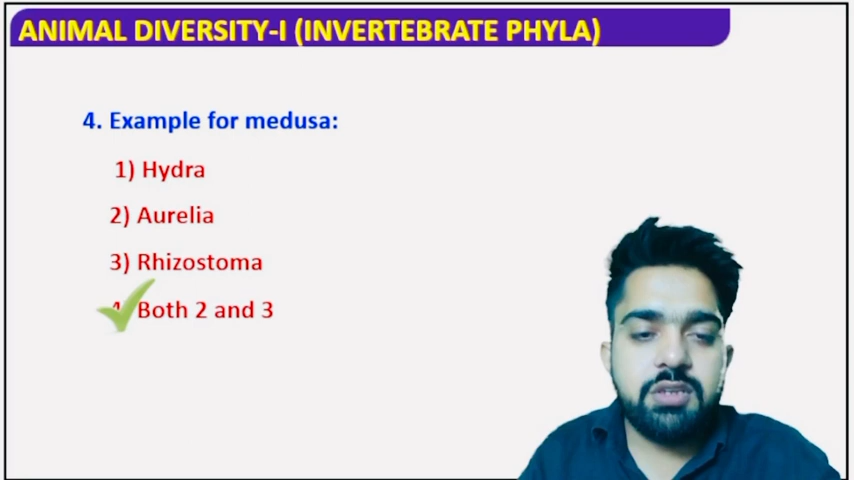 ANIMAL DIVERSITY-I (INVERTEBRATE PHYLA)
4. Example for medusa:
1) Hydra
2) Aurelia
3) Rhizostoma
Both 2 and 3